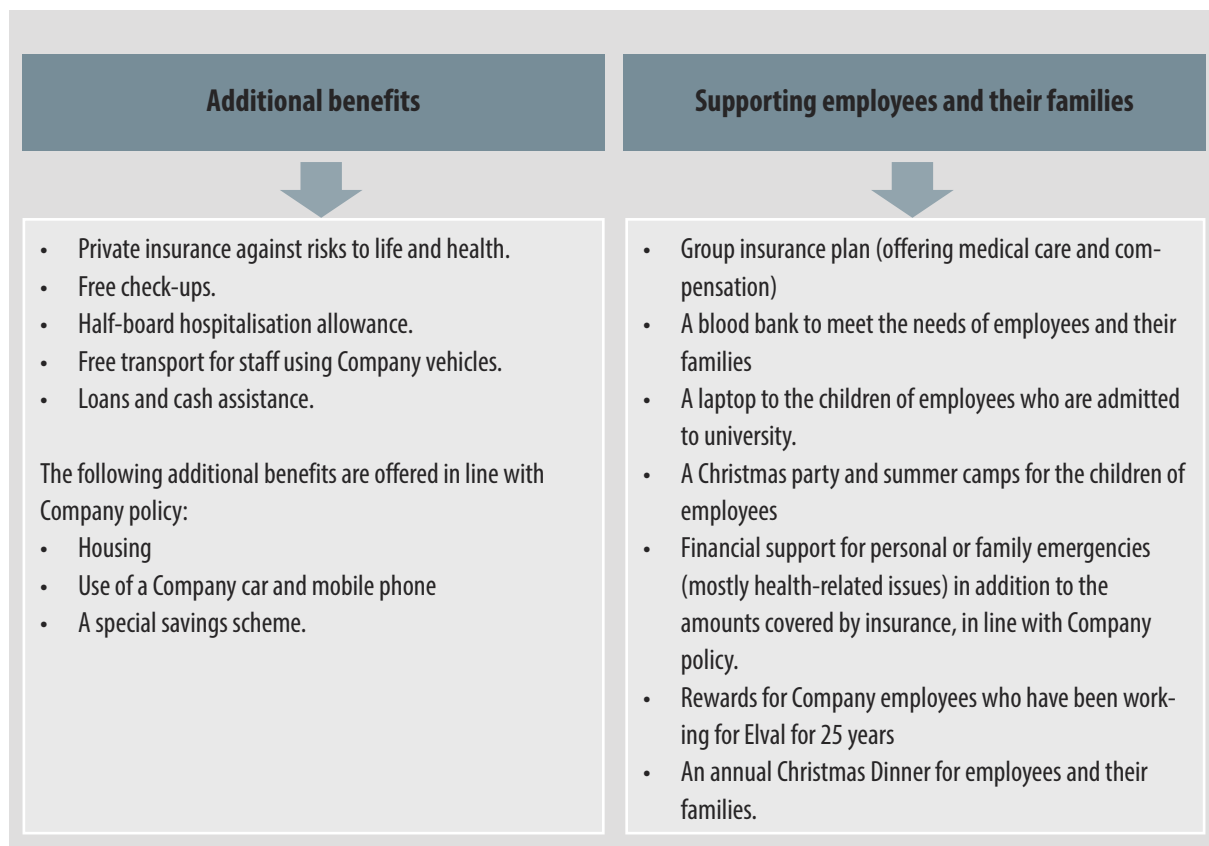 Additional benefits
• Private insurance against risks to life and health.
• Free check-ups.
• Half-board hospitalisation allowance.
• Free transport for staff using Company vehicles.
• Loans and cash assistance.
The following additional benefits are offered in line with
Company policy:
• Housing
• Use of a Company car and mobile phone
• A special savings scheme.
Supporting employees and their families
• Group insurance plan (offering medical care and com-
pensation)
• A blood bank to meet the needs of employees and their
families
• A laptop to the children of employees who are admitted
to university.
• A Christmas party and summer camps for the children of
employees
• Financial support for personal or family emergencies
(mostly health-related issues) in addition to the
amounts covered by insurance, in line with Company
policy.
• Rewards for Company employees who have been work-
ing for Elval for 25 years
• An annual Christmas Dinner for employees and their
families.